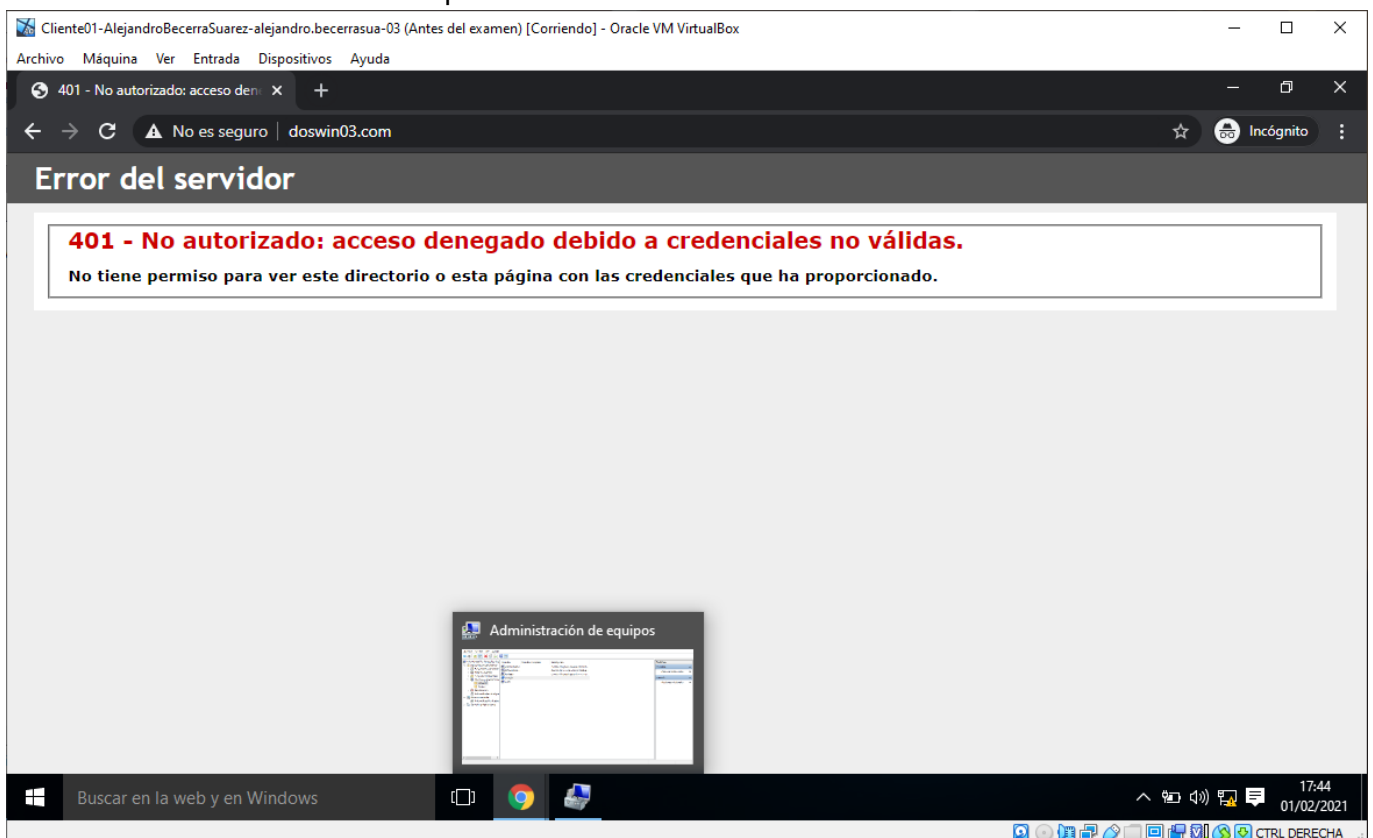 Cliente01-AlejandroBecerraSuarez-alejandro.becerrasua-03 (Antes del examen) [Corriendo] - Oracle VM VirtualBox
Archivo Máquina Ver Entrada Dispositivos Ayuda
401 - No autorizado: acceso den
No es seguro | doswin03.com
Incógnito
Error del servidor
401 - No autorizado: acceso denegado debido a credenciales no válidas.
No tiene permiso para ver este directorio o esta página con las credenciales que ha proporcionado.
Administración de equipos
Buscar en la web y en Windows
17:44
01/02/2021
CTRL DERECHA